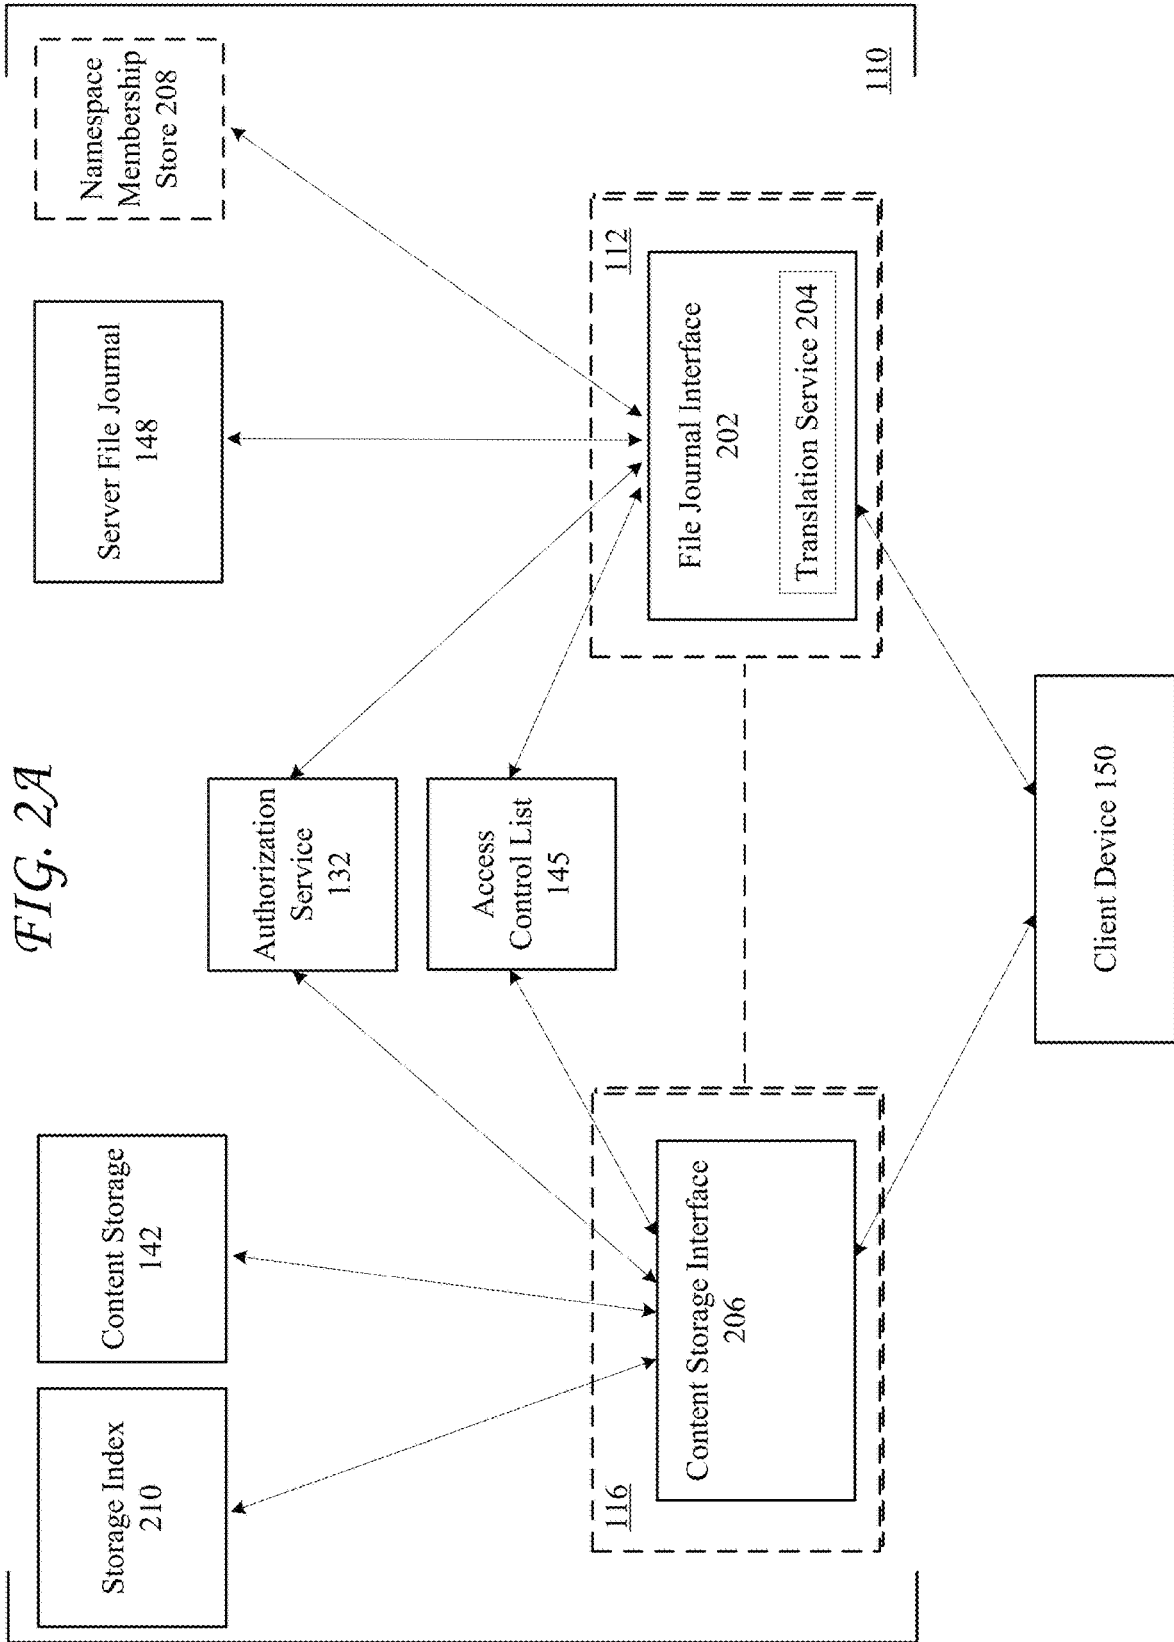 FIG. 2A
Storage Index
210
Content Storage
142
Authorization
Service
132
Server File Journal
148
Namespace
Membership
Store 208
Access
Control List
145
116
Content Storage Interface
206
112
File Journal Interface
202
Translation Service 204
110
Client Device 150